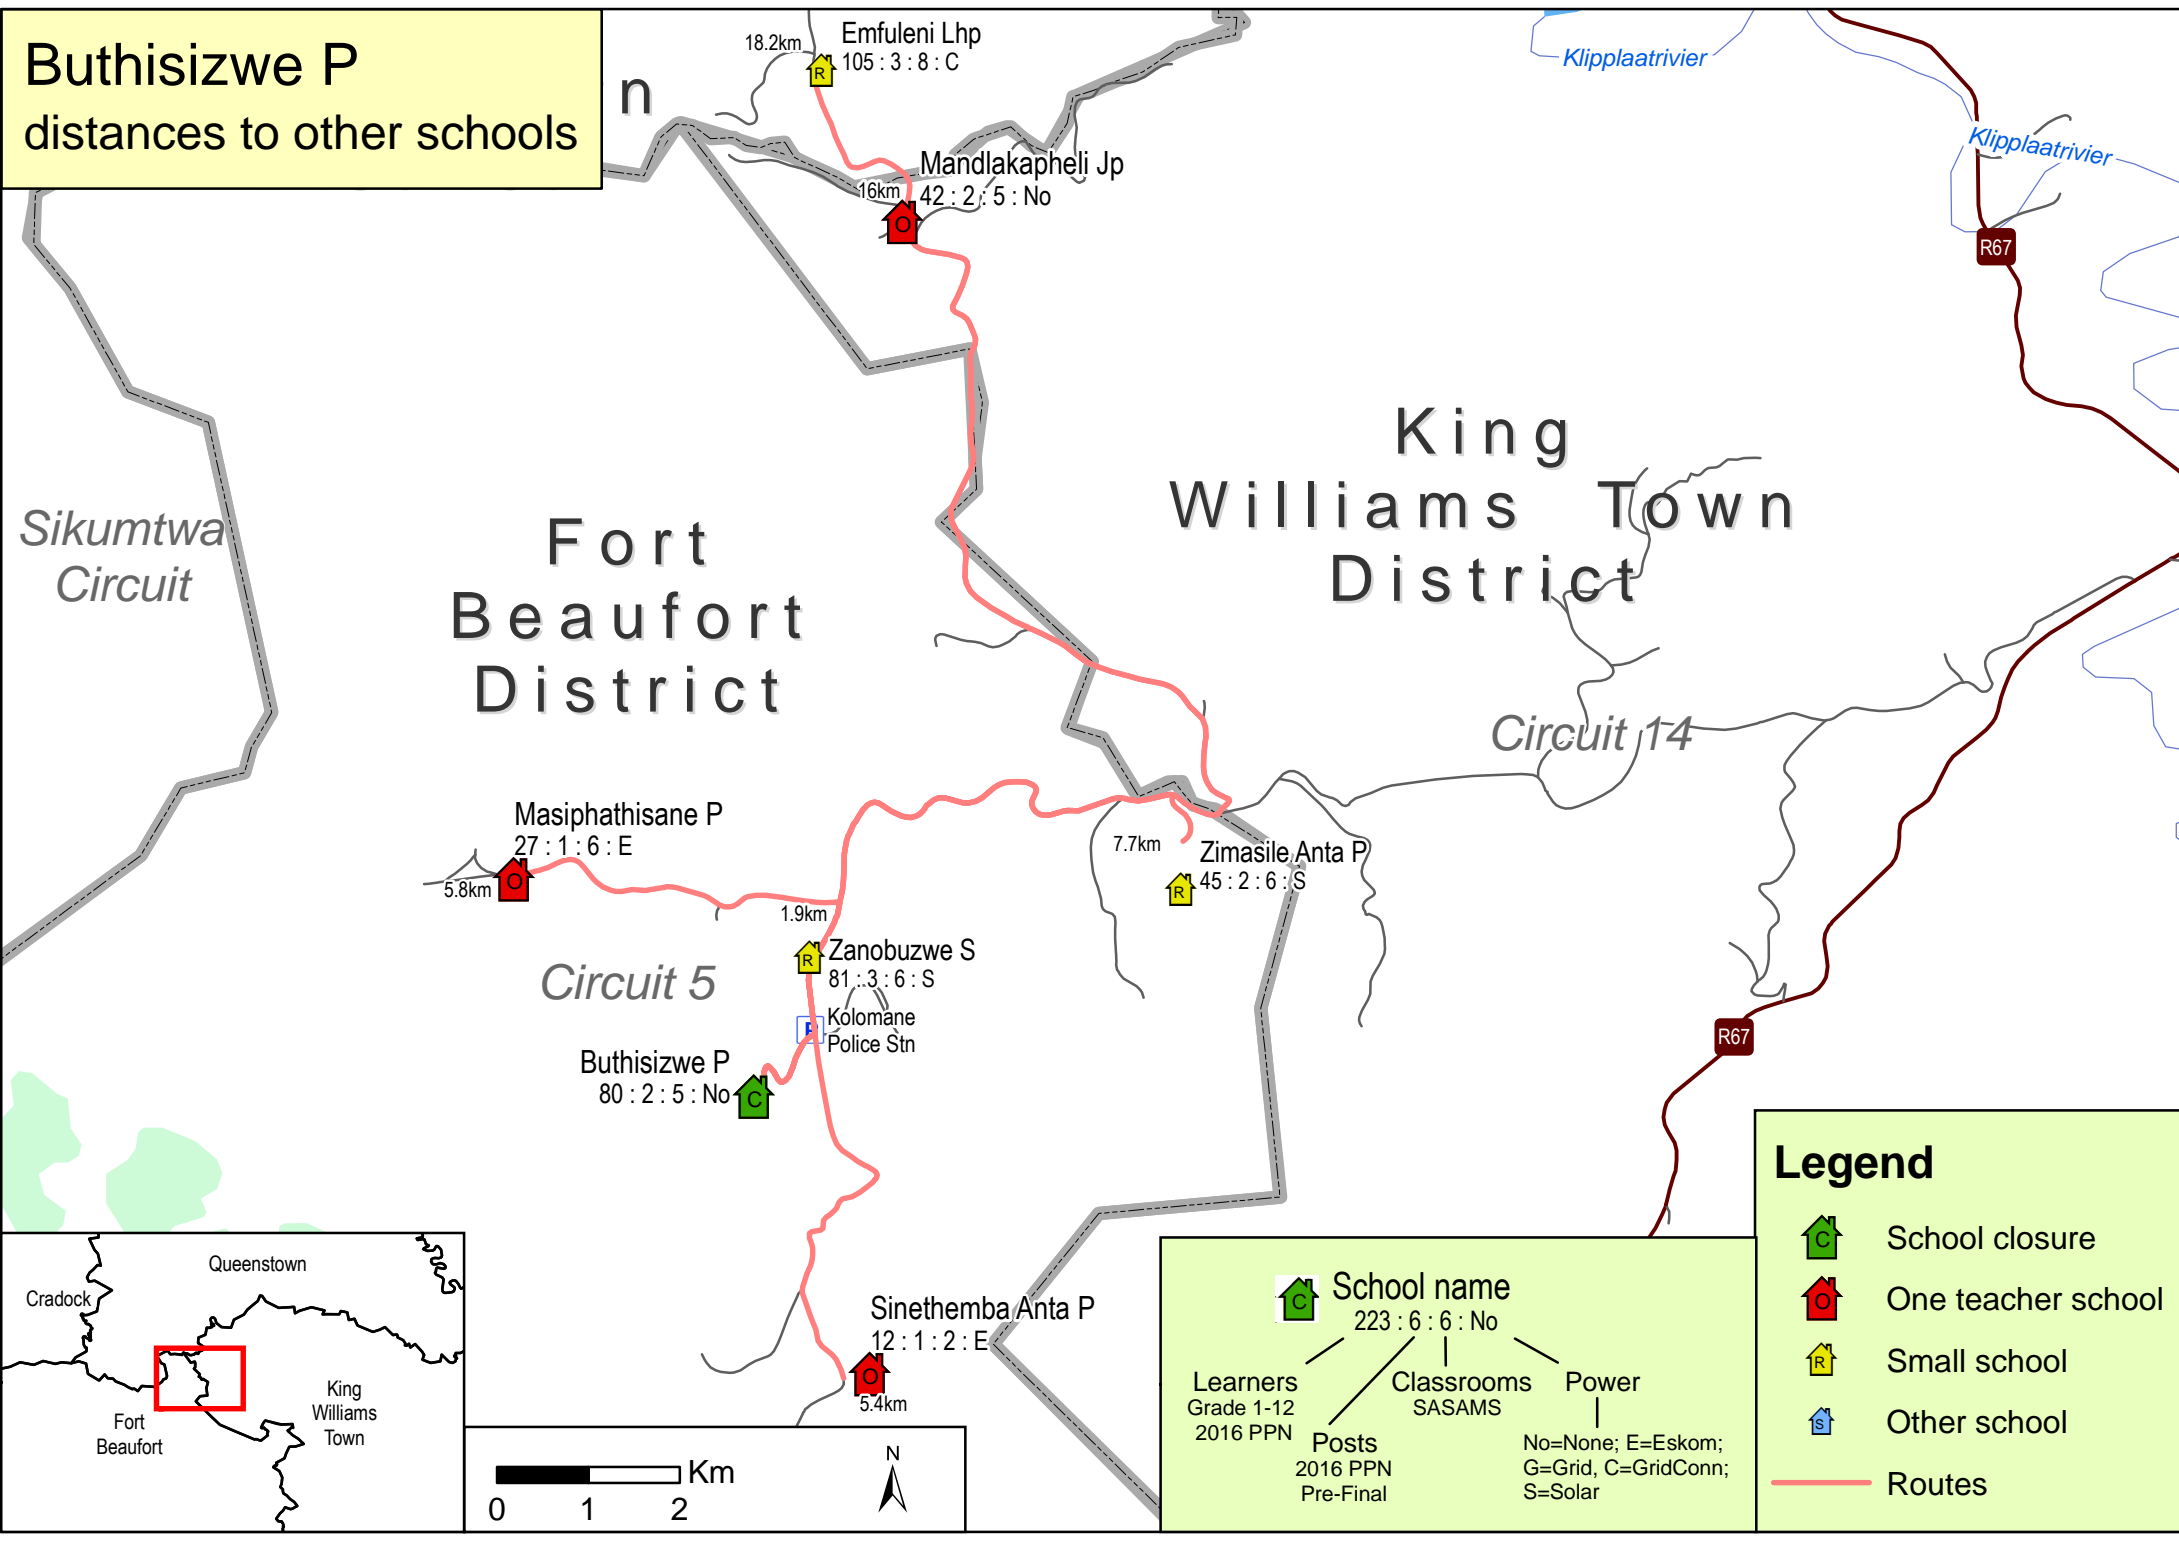 Buthisizwe P
distances to other schools
n
18.2km
Emfuleni Lhp
105 : 3 : 8 : C
R
Klipplaatrivier
Klipplaatrivier
Mandlakapheli Jp
16km
42 : 2 : 5 : No
O
R67
King
Williams Town
District
Sikumtwa
Circuit
Fort
Beaufort
District
Circuit 14
Masiphathisane P
27 : 1 : 6 : E
O
5.8km
7.7km
Zimasile Anta P
45 : 2 : 6 : S
R
1.9km
Zanobuzwe S
81 : 3 : 6 : S
R
Circuit 5
P
Kolomane
Police Stn
R67
Buthisizwe P
80 : 2 : 5 : No
C
Sinethemba Anta P
12 : 1 : 2 : E
O
5.4km
Queenstown
Cradock
Fort
Beaufort
King
Williams
Town
Km
0 1 2
N
C
School name
223 : 6 : 6 : No
Learners
Grade 1-12
2016 PPN
Posts
2016 PPN
Pre-Final
Classrooms
SASAMS
Power
No=None; E=Eskom;
G=Grid, C=GridConn;
S=Solar
Legend
C School closure
O One teacher school
R Small school
S Other school
Routes